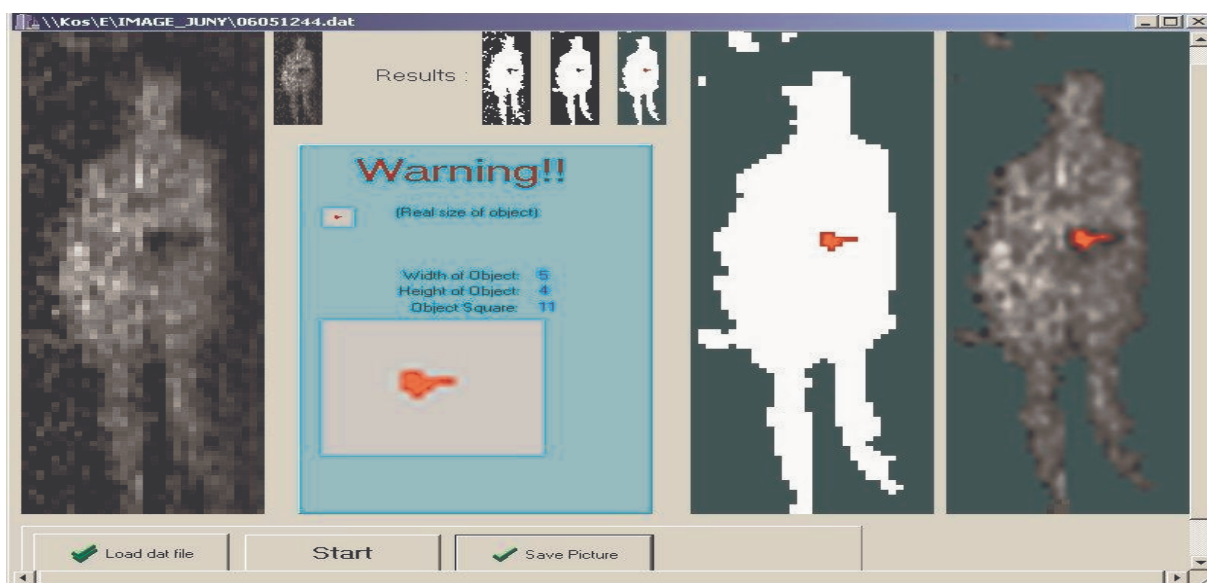 \\Kos\E\IMAGE_JUNY\06051244.dat
Results :
Warning!!
(Real size of object)
Width of Object: 5
Height of Object: 4
Object Square: 11
Load dat file
Start
Save Picture